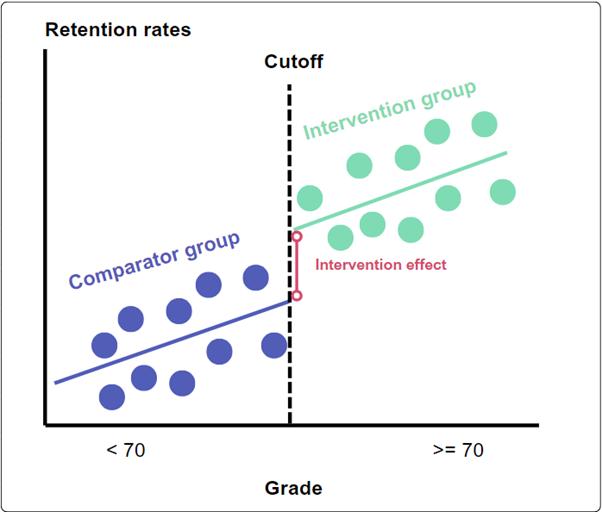 Retention rates
Cutoff
Intervention group
Comparator group
Intervention effect
< 70
>= 70
Grade